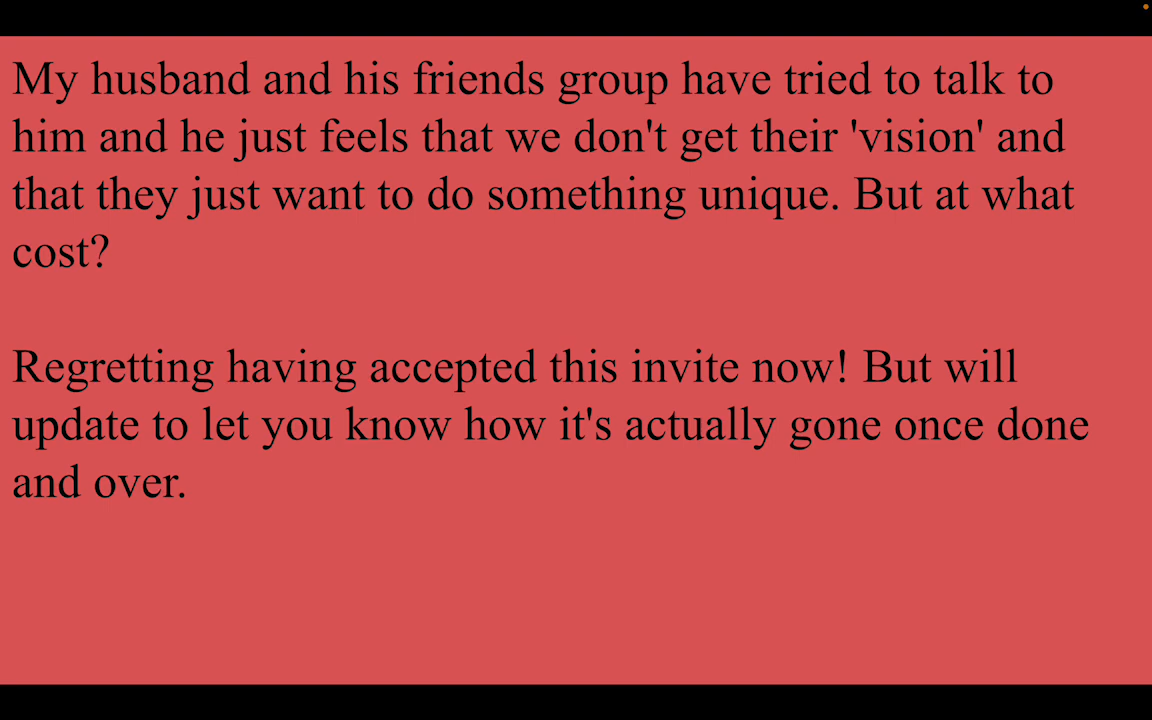 My husband and his friends group have tried to talk to
him and he just feels that we don't get their 'vision' and
that they just want to do something unique. But at what
cost?
Regretting having accepted this invite now! But will
update to let you know how it's actually gone once done
and over.